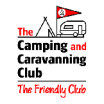 The
Camping and
Caravanning
Club
The Friendly Club